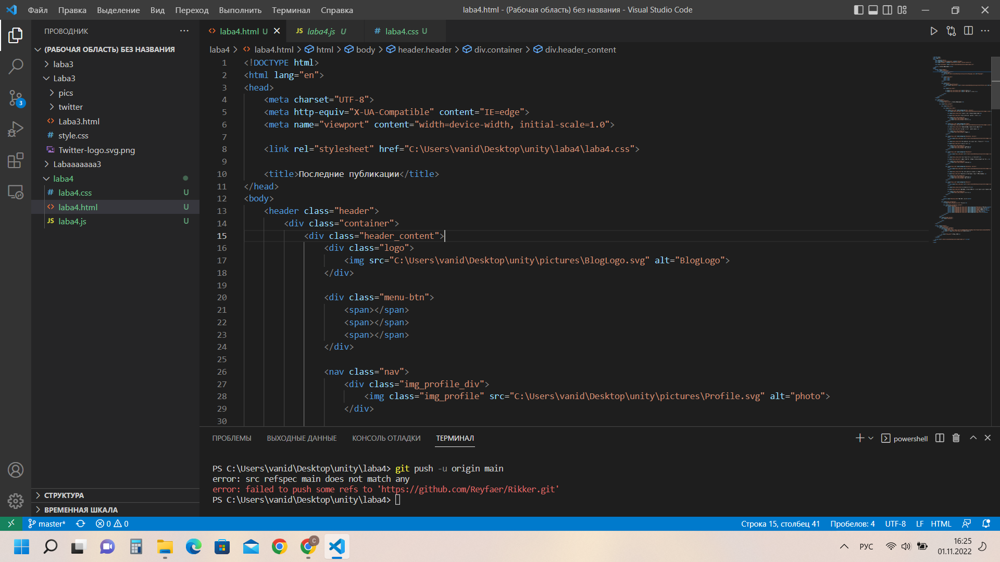 Файл Правка Выделение Вид Переход Выполнить Терминал Справка
laba4.html - (Рабочая область) без названия - Visual Studio Code
ПРОВОДНИК
(РАБОЧАЯ ОБЛАСТЬ) БЕЗ НАЗВАНИЯ
laba3
Laba3
pics
twitter
Laba3.html
style.css
Twitter-logo.svg.png
Labaaaaaaa3
laba4
laba4.css U
laba4.html U
laba4.js U
СТРУКТУРА
ВРЕМЕННАЯ ШКАЛА
3
laba4.html U
JS laba4.js U
# laba4.css U
laba4 > laba4.html > html > body > header.header > div.container > div.header_content
1 <!DOCTYPE html>
2 <html lang="en">
3 <head>
4 <meta charset="UTF-8">
5 <meta http-equiv="X-UA-Compatible" content="IE=edge">
6 <meta name="viewport" content="width=device-width, initial-scale=1.0">
7
8 <link rel="stylesheet" href="C:\Users\vanid\Desktop\unity\laba4\laba4.css">
9
10 <title>Последние публикации</title>
11 </head>
12 <body>
13 <header class="header">
14 <div class="container">
15 <div class="header_content">
16 <div class="logo">
17 <img src="C:\Users\vanid\Desktop\unity\pictures\BlogLogo.svg" alt="BlogLogo">
18 </div>
19
20 <div class="menu-btn">
21 <span></span>
22 <span></span>
23 <span></span>
24 </div>
25
26 <nav class="nav">
27 <div class="img_profile_div">
28 <img class="img_profile" src="C:\Users\vanid\Desktop\unity\pictures\Profile.svg" alt="photo">
29 </div>
30
ПРОБЛЕМЫ ВЫХОДНЫЕ ДАННЫЕ КОНСОЛЬ ОТЛАДКИ ТЕРМИНАЛ
powershell
PS C:\Users\vanid\Desktop\unity\laba4> git push -u origin main
error: src refspec main does not match any
error: failed to push some refs to 'https://github.com/Reyfaer/Rikker.git'
PS C:\Users\vanid\Desktop\unity\laba4>
master* 0 0
Строка 15, столбец 41 Пробелов: 4 UTF-8 LF HTML
C
РУС
16:25
01.11.2022